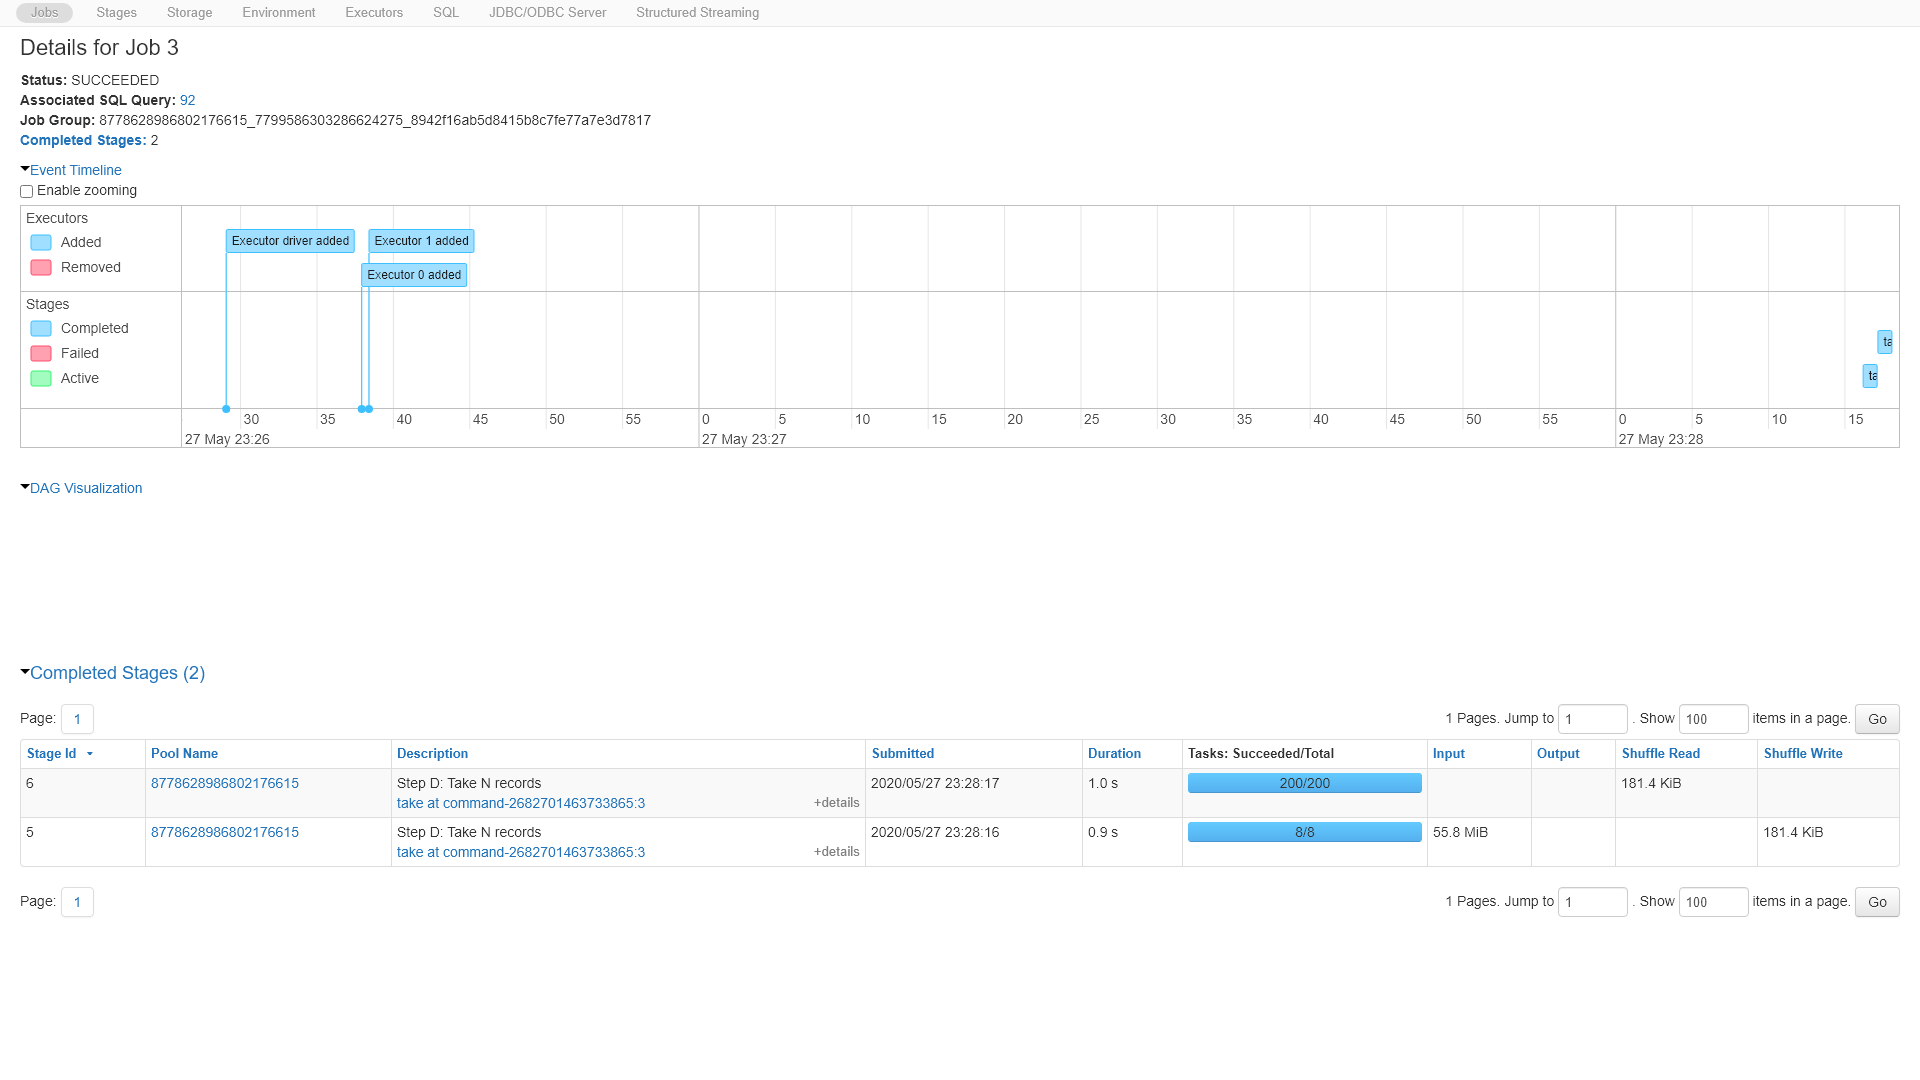 Jobs Stages Storage Environment Executors SQL JDBC/ODBC Server Structured Streaming
Details for Job 3
Status: SUCCEEDED
Associated SQL Query: 92
Job Group: 8778628986802176615_7799586303286624275_8942f16ab5d8415b8c7fe77a7e3d7817
Completed Stages: 2
Event Timeline
Enable zooming
Executors
Added
Removed
Executor driver added
Executor 1 added
Executor 0 added
Stages
Completed
Failed
Active
ta
ta
30 35 40 45 50 55 0 5 10 15 20 25 30 35 40 45 50 55 0 5 10 15
27 May 23:26 27 May 23:27 27 May 23:28
DAG Visualization
Completed Stages (2)
Page: 1 1 Pages. Jump to 1 . Show 100 items in a page. Go
Stage Id Pool Name Description Submitted Duration Tasks: Succeeded/Total Input Output Shuffle Read Shuffle Write
6 8778628986802176615 Step D: Take N records 2020/05/27 23:28:17 1.0 s 200/200 181.4 KiB
take at command-2682701463733865:3 +details
5 8778628986802176615 Step D: Take N records 2020/05/27 23:28:16 0.9 s 8/8 55.8 MiB 181.4 KiB
take at command-2682701463733865:3 +details
Page: 1 1 Pages. Jump to 1 . Show 100 items in a page. Go